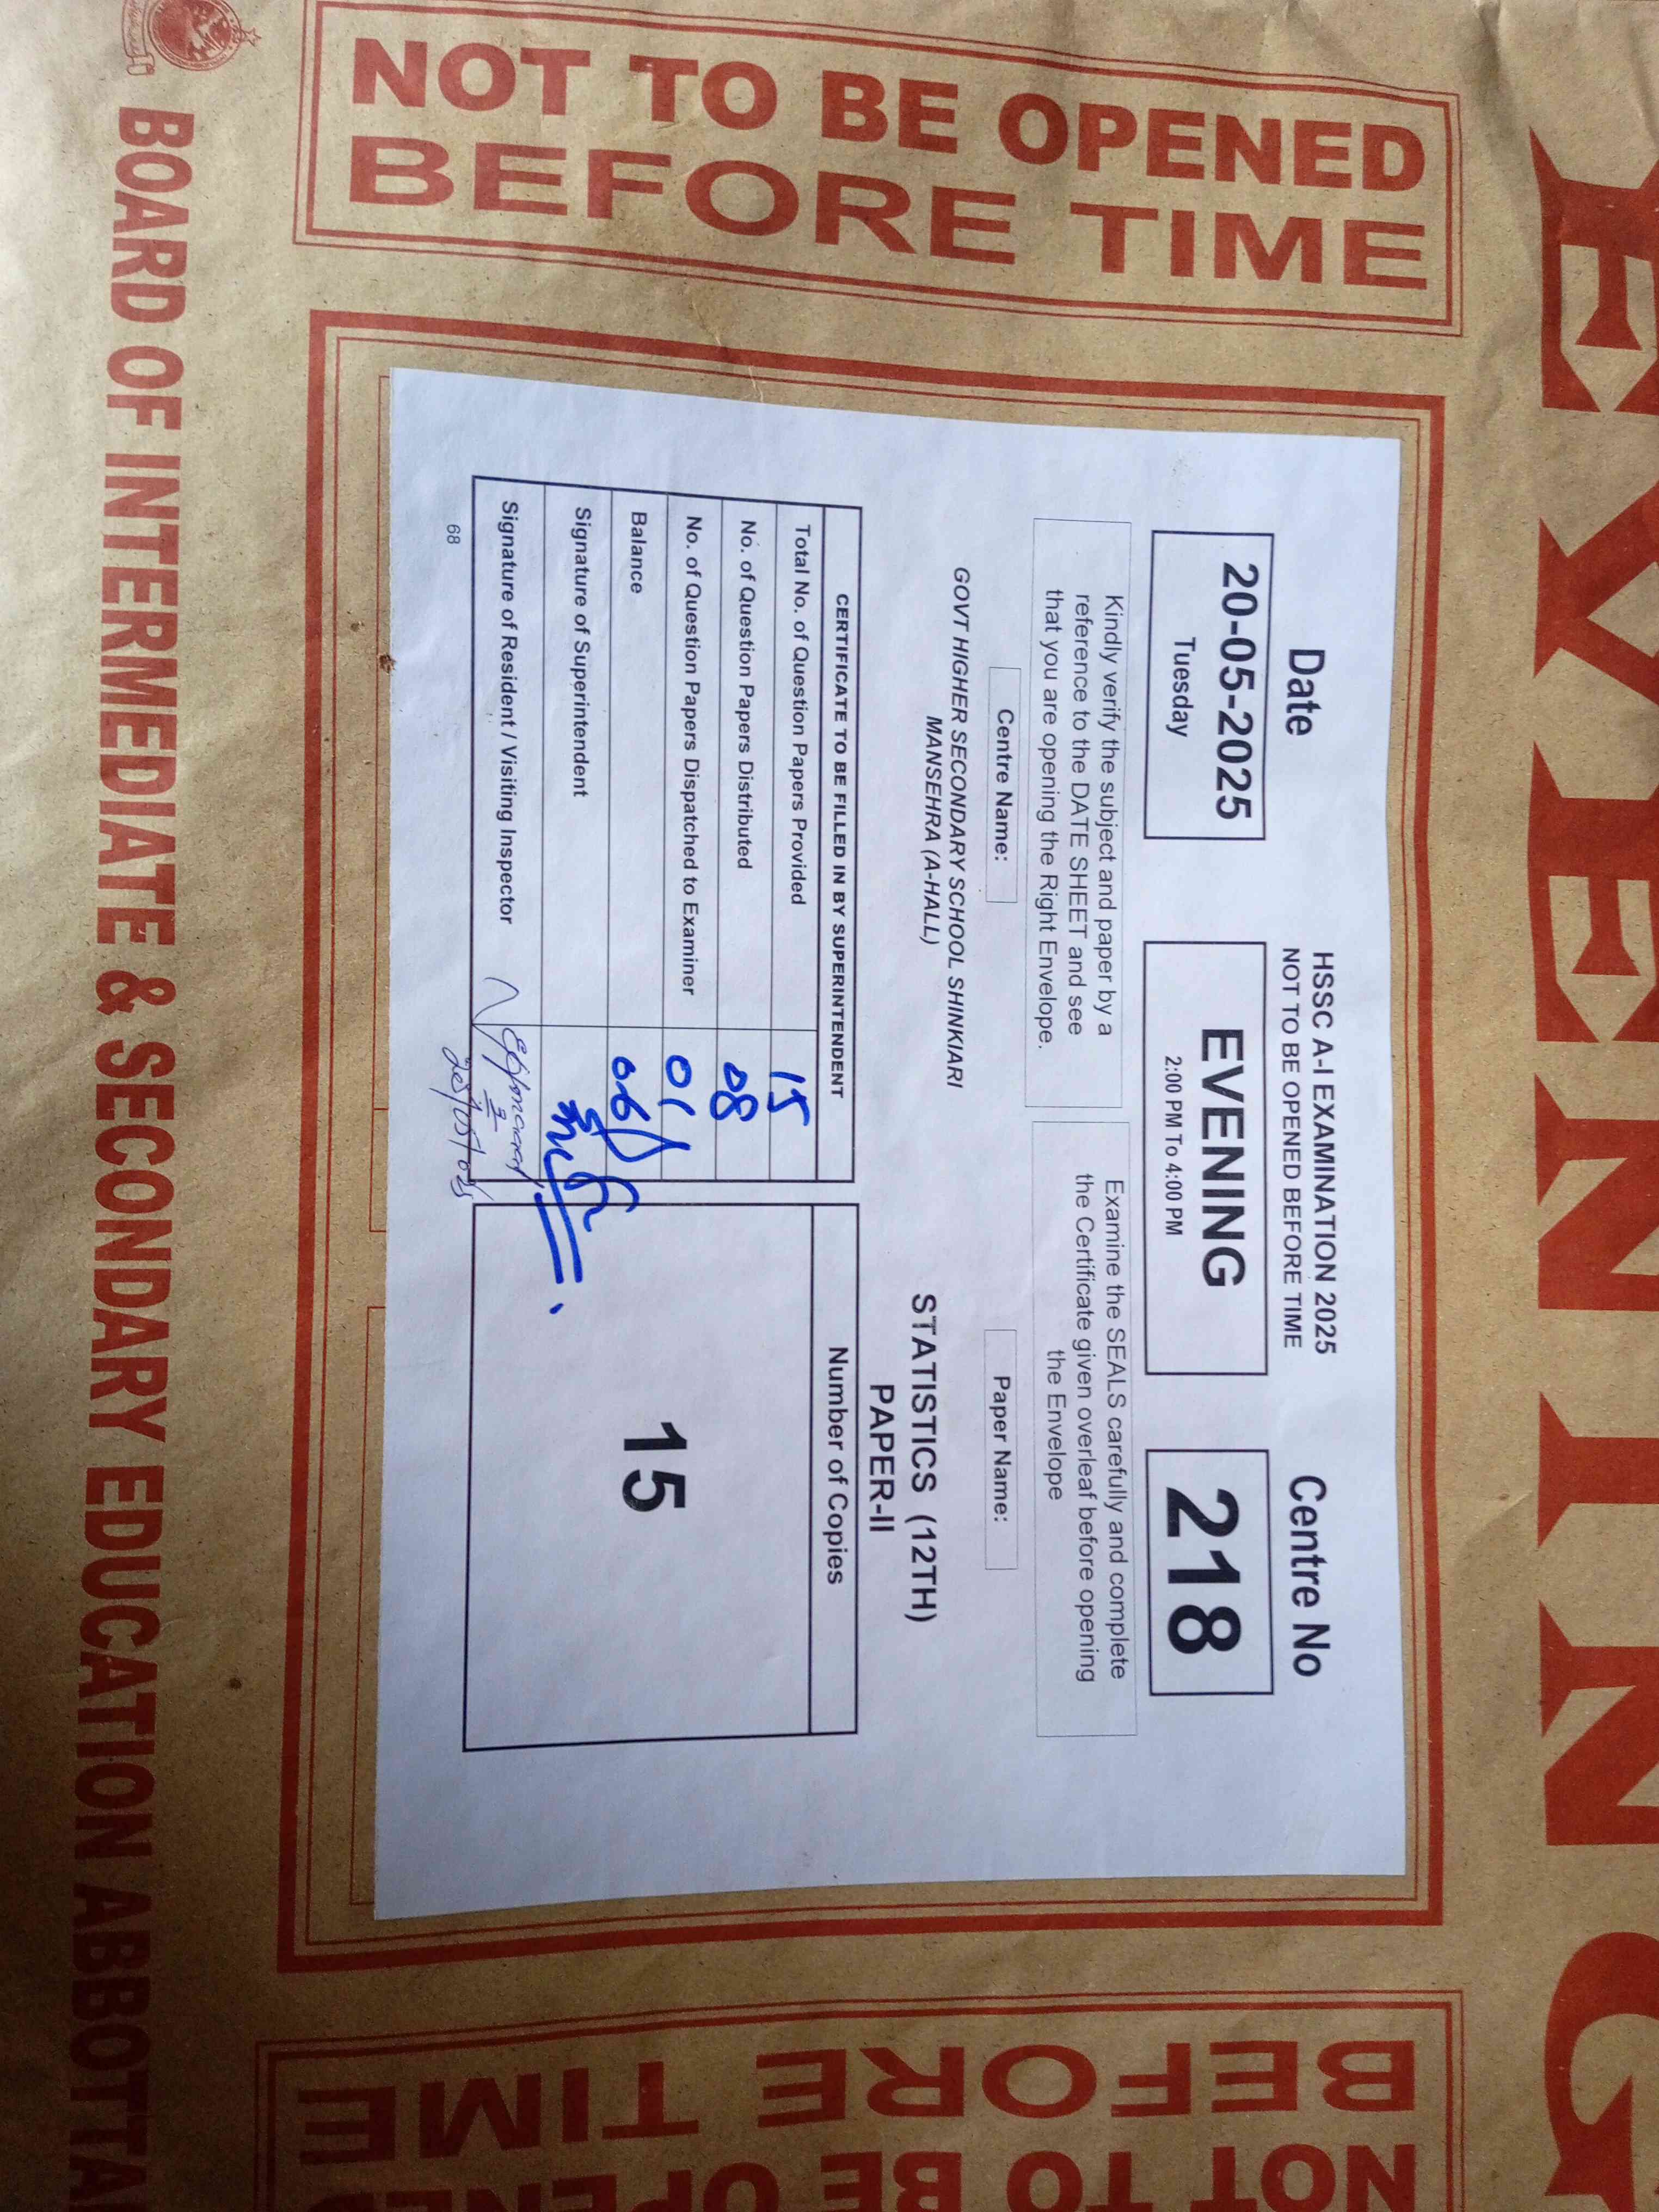 EVENING
NOT TO BE OPENED
BEFORE TIME
Date
20-05-2025
Tuesday
HSSC A-I EXAMINATION 2025
NOT TO BE OPENED BEFORE TIME
EVENING
2:00 PM To 4:00 PM
Centre No
218
Kindly verify the subject and paper by a
reference to the DATE SHEET and see
that you are opening the Right Envelope.
Examine the SEALS carefully and complete
the Certificate given overleaf before opening
the Envelope
Centre Name:
GOVT HIGHER SECONDARY SCHOOL SHINKIARI
MANSEHRA (A-HALL)
Paper Name:
STATISTICS (12TH)
PAPER-II
CERTIFICATE TO BE FILLED IN BY SUPERINTENDENT
Total No. of Question Papers Provided 15
No. of Question Papers Distributed 08
No. of Question Papers Dispatched to Examiner 01
Balance 06
Signature of Superintendent
Signature of Resident / Visiting Inspector
Number of Copies
15
68
NOT TO BE OPENED
BEFORE TIME
BOARD OF INTERMEDIATE & SECONDARY EDUCATION ABBOTTA